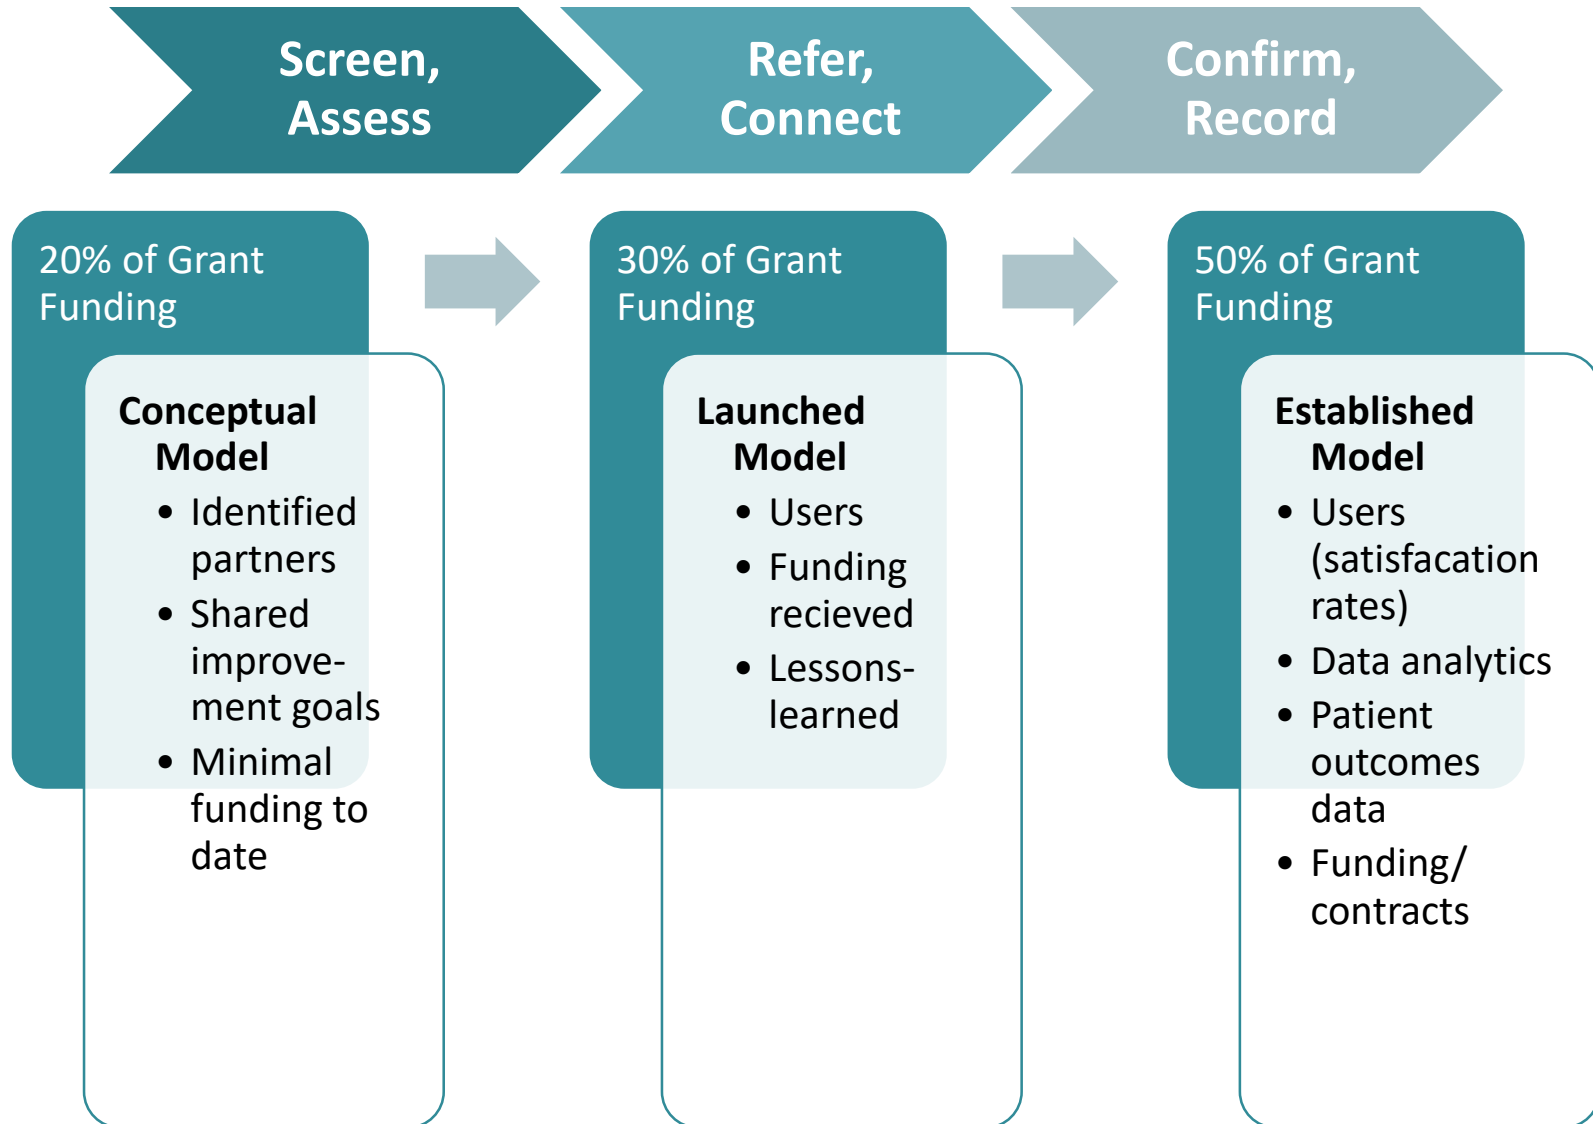 Screen,
Assess
Refer,
Connect
Confirm,
Record
20% of Grant
Funding
Conceptual
Model
• Identified
partners
• Shared
improve-
ment goals
• Minimal
funding to
date
30% of Grant
Funding
Launched
Model
• Users
• Funding
recieved
• Lessons-
learned
50% of Grant
Funding
Established
Model
• Users
(satisfacation
rates)
• Data analytics
• Patient
outcomes
data
• Funding/
contracts